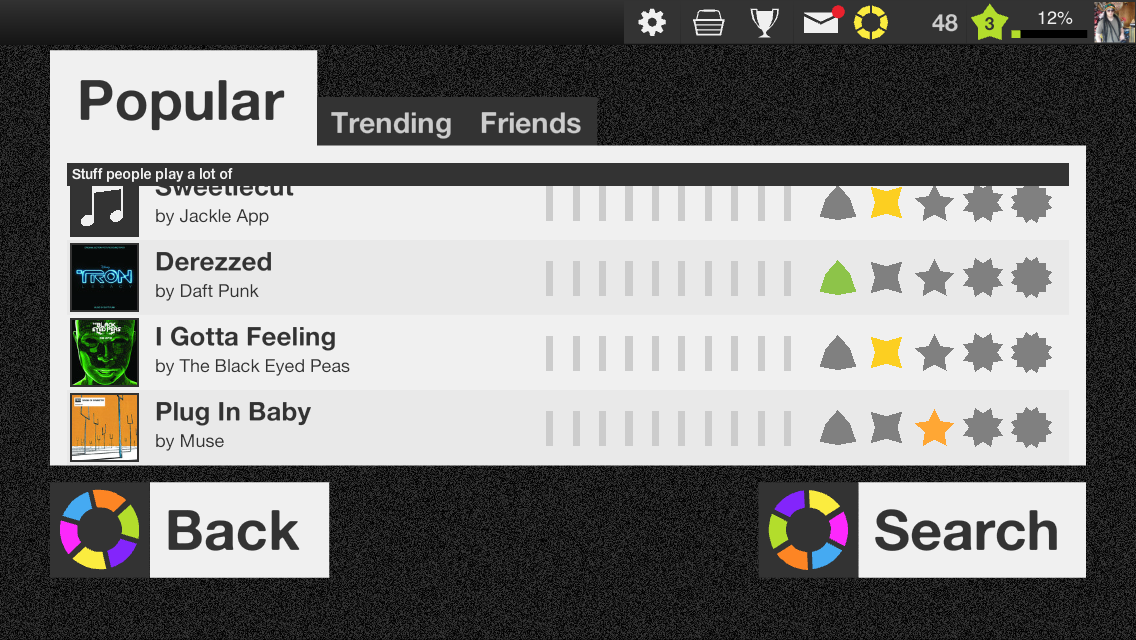 48
3
12%
Popular
Trending
Friends
Stuff people play a lot of
Sweetlecut
by Jackle App
Derezzed
by Daft Punk
TRON
I Gotta Feeling
by The Black Eyed Peas
Plug In Baby
by Muse
Back
Search